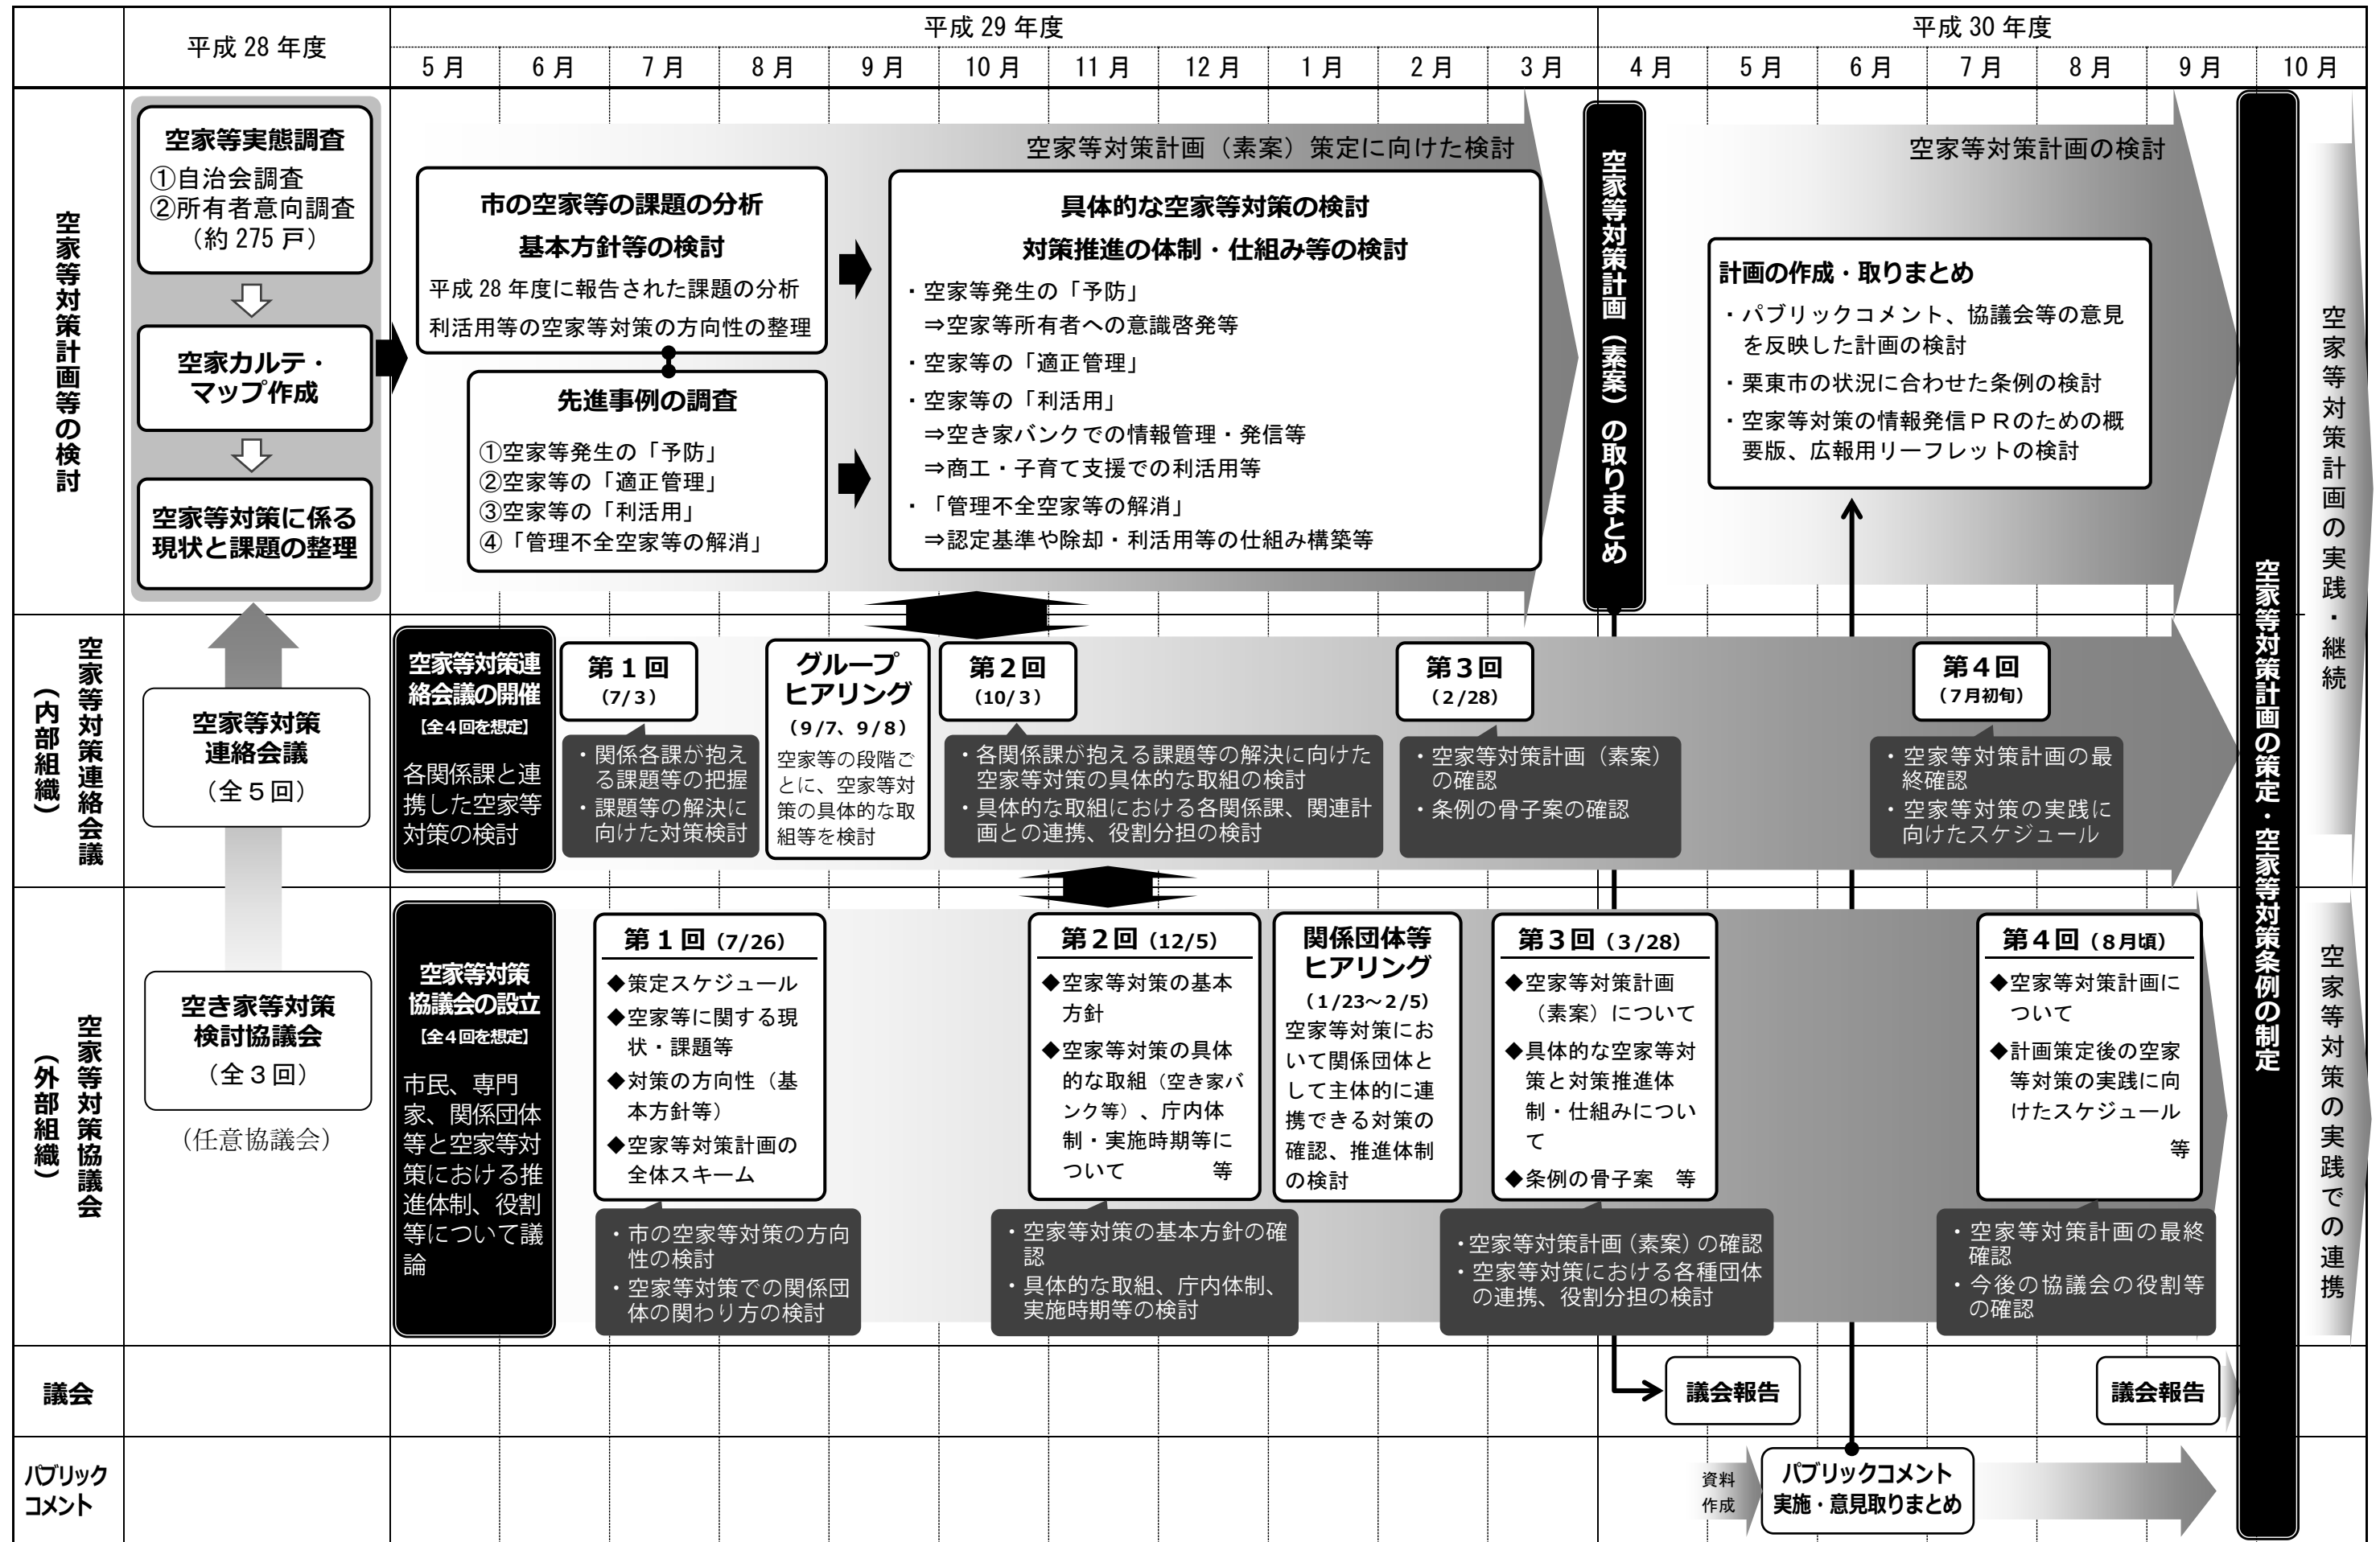 平成 28 年度
平成 29 年度
平成 30 年度
5 月
6 月
7 月
8 月
9 月
10 月
11 月
12 月
1 月
2 月
3 月
4 月
5 月
6 月
7 月
8 月
9 月
10 月
空家等対策計画等の検討
空家等実態調査
①自治会調査
②所有者意向調査
（約 275 戸）
空家カルテ・
マップ作成
空家等対策に係る
現状と課題の整理
空家等対策計画（素案）策定に向けた検討
市の空家等の課題の分析
基本方針等の検討
平成 28 年度に報告された課題の分析
利活用等の空家等対策の方向性の整理
先進事例の調査
①空家等発生の「予防」
②空家等の「適正管理」
③空家等の「利活用」
④「管理不全空家等の解消」
具体的な空家等対策の検討
対策推進の体制・仕組み等の検討
・空家等発生の「予防」
⇒空家等所有者への意識啓発等
・空家等の「適正管理」
・空家等の「利活用」
⇒空き家バンクでの情報管理・発信等
⇒商工・子育て支援での利活用等
・「管理不全空家等の解消」
⇒認定基準や除却・利活用等の仕組み構築等
空家等対策計画（素案）の取りまとめ
空家等対策計画の検討
計画の作成・取りまとめ
・パブリックコメント、協議会等の意見
を反映した計画の検討
・栗東市の状況に合わせた条例の検討
・空家等対策の情報発信ＰＲのための概
要版、広報用リーフレットの検討
空家等対策計画の策定・空家等対策条例の制定
空家等対策計画の実践・継続
空家等対策連絡会議
（内部組織）
空家等対策
連絡会議
（全５回）
空家等対策連
絡会議の開催
【全４回を想定】
各関係課と連
携した空家等
対策の検討
第１回
（7/3）
・関係各課が抱え
る課題等の把握
・課題等の解決に
向けた対策検討
グループ
ヒアリング
（9/7、9/8）
空家等の段階ご
とに、空家等対
策の具体的な取
組等を検討
第２回
（10/3）
・各関係課が抱える課題等の解決に向けた
空家等対策の具体的な取組の検討
・具体的な取組における各関係課、関連計
画との連携、役割分担の検討
第３回
（2/28）
・空家等対策計画（素案）
の確認
・条例の骨子案の確認
第４回
（7月初旬）
・空家等対策計画の最
終確認
・空家等対策の実践に
向けたスケジュール
空家等対策協議会
（外部組織）
空き家等対策
検討協議会
（全３回）
（任意協議会）
空家等対策
協議会の設立
【全４回を想定】
市民、専門
家、関係団体
等と空家等対
策における推
進体制、役割
等について議
論
第１回（7/26）
◆策定スケジュール
◆空家等に関する現
状・課題等
◆対策の方向性（基
本方針等）
◆空家等対策計画の
全体スキーム
・市の空家等対策の方向
性の検討
・空家等対策での関係団
体の関わり方の検討
第２回（12/5）
◆空家等対策の基本
方針
◆空家等対策の具体
的な取組（空き家バ
ンク等）、庁内体
制・実施時期等に
ついて　等
・空家等対策の基本方針の確
認
・具体的な取組、庁内体制、
実施時期等の検討
関係団体等
ヒアリング
（1/23～2/5）
空家等対策にお
いて関係団体と
して主体的に連
携できる対策の
確認、推進体制
の検討
第３回（3/28）
◆空家等対策計画
（素案）について
◆具体的な空家等対
策と対策推進体
制・仕組みについ
て
◆条例の骨子案　等
・空家等対策計画（素案）の確認
・空家等対策における各種団体
の連携、役割分担の検討
第４回（８月頃）
◆空家等対策計画に
ついて
◆計画策定後の空家
等対策の実践に向
けたスケジュール
等
・空家等対策計画の最終
確認
・今後の協議会の役割等
の確認
空家等対策の実践での連携
議会
議会報告
議会報告
パブリック
コメント
資料
作成
パブリックコメント
実施・意見取りまとめ